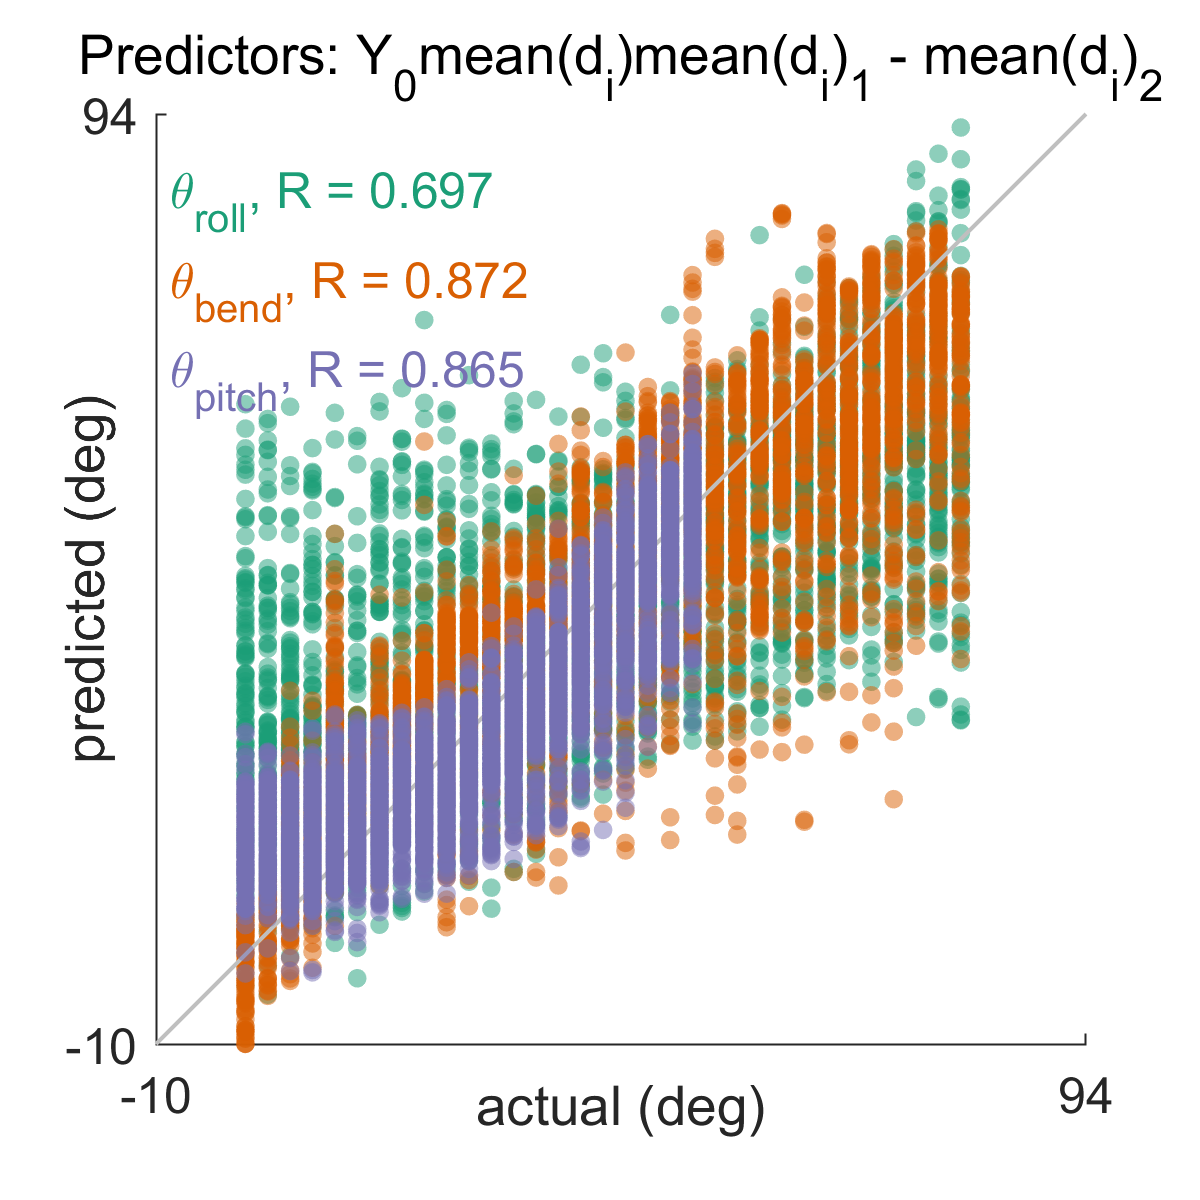 Predictors: Y₀mean(dᵢ)mean(dᵢ)₁ - mean(dᵢ)₂
94
θroll, R = 0.697
θbend, R = 0.872
θpitch, R = 0.865
predicted (deg)
-10
-10
94
actual (deg)